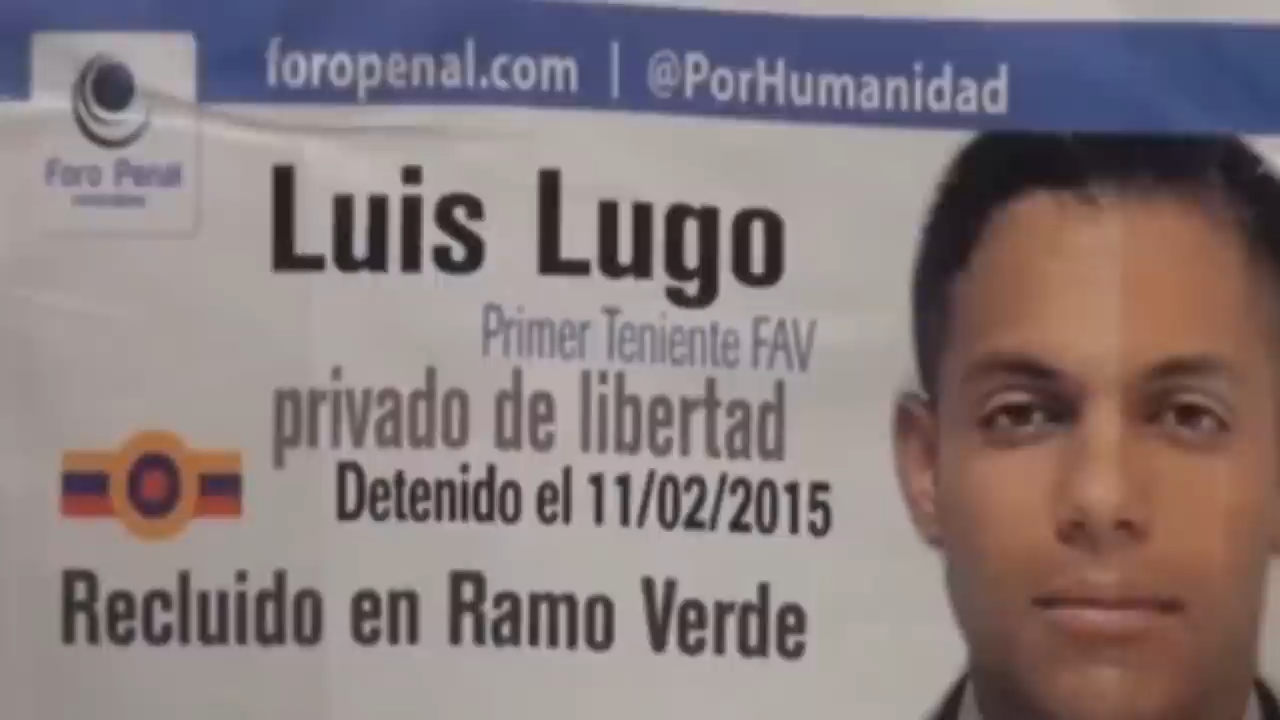 foropenal.com | @PorHumanidad
Foro Penal
Luis Lugo
Primer Teniente FAV
privado de libertad
Detenido el 11/02/2015
Recluido en Ramo Verde